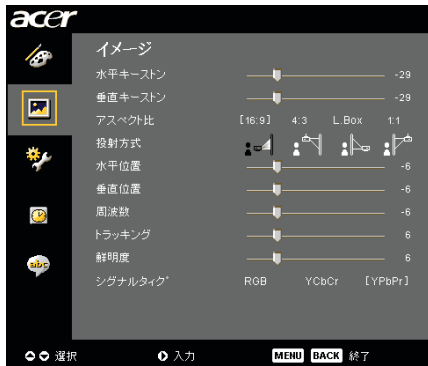 acer
イメージ
水平キーストン -29
垂直キーストン -29
アスペクト比 [16:9] 4:3 L.Box 1:1
投射方式
水平位置 -6
垂直位置 -6
周波数 -6
トラッキング 6
鮮明度 6
シグナルタイグ RGB YCbCr [YPbPr]
abc
選択 入力 MENU BACK 終了